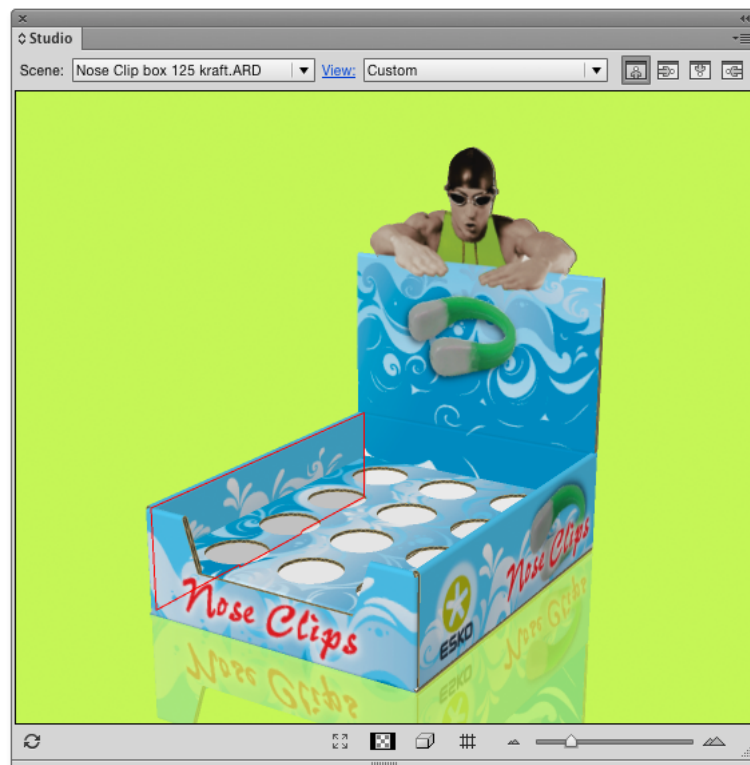 Studio
Scene: Nose Clip box 125 kraft.ARD View: Custom
Nose Clips
Nose Clips
ESKO